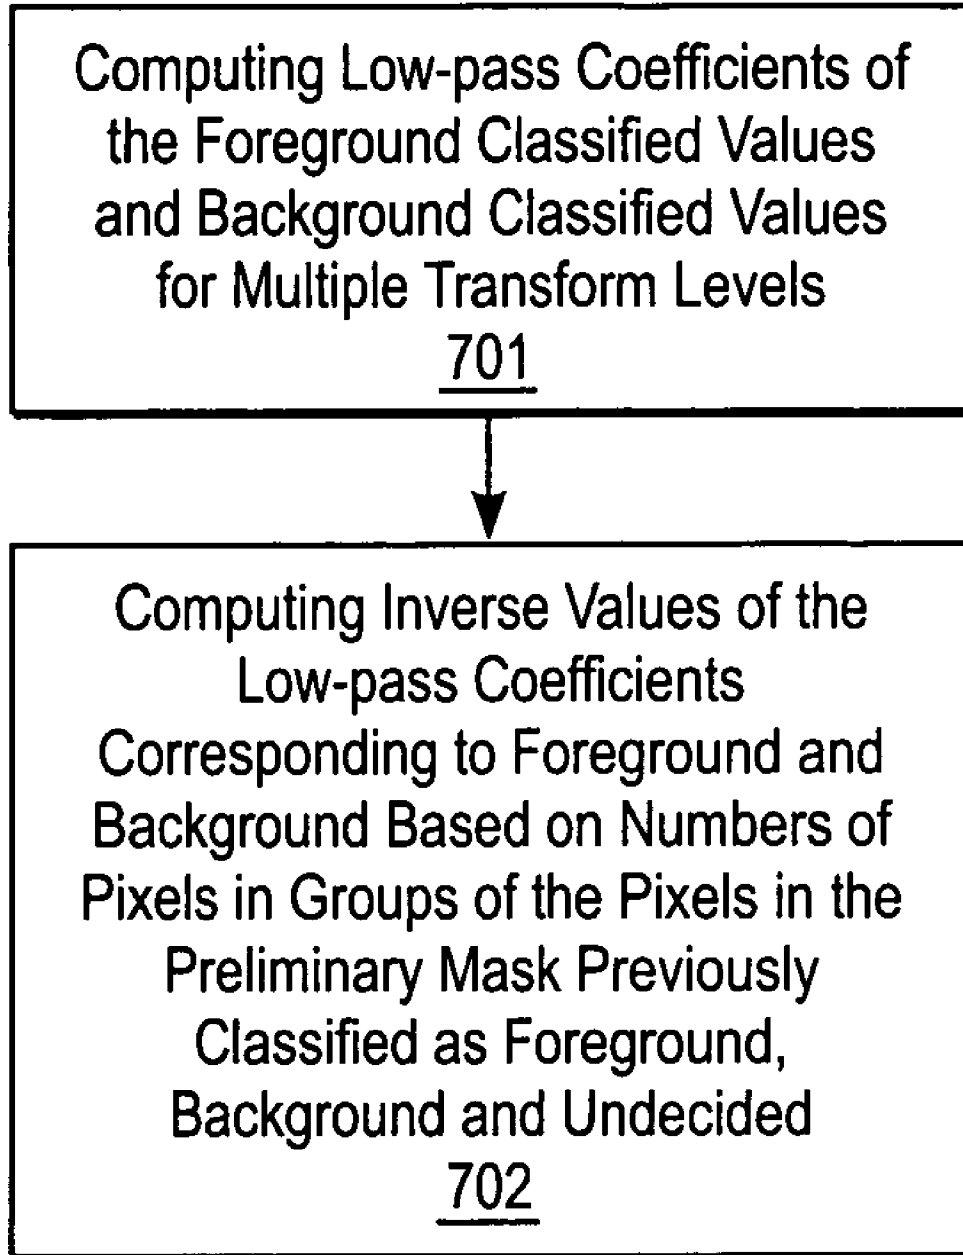 Computing Low-pass Coefficients of
the Foreground Classified Values
and Background Classified Values
for Multiple Transform Levels
701
Computing Inverse Values of the
Low-pass Coefficients
Corresponding to Foreground and
Background Based on Numbers of
Pixels in Groups of the Pixels in the
Preliminary Mask Previously
Classified as Foreground,
Background and Undecided
702